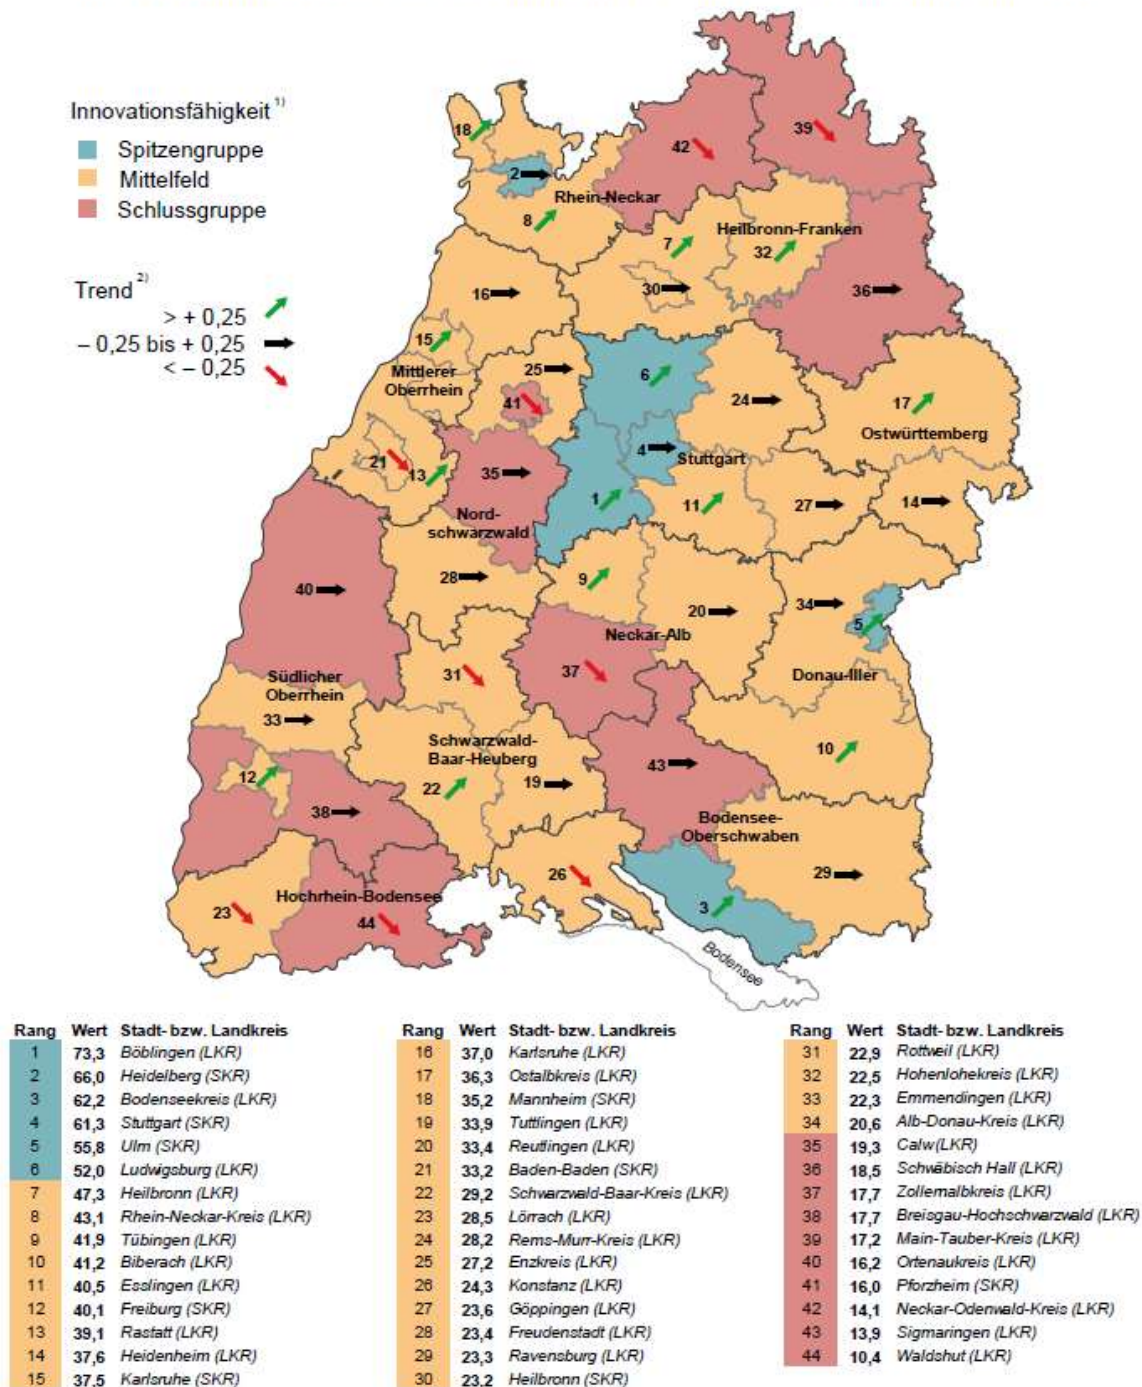 Innovationsfähigkeit 1)
Spitzengruppe
Mittelfeld
Schlussgruppe
Trend 2)
> + 0,25
– 0,25 bis + 0,25
< – 0,25
39
42
18
2
Rhein-Neckar
8
7
Heilbronn-Franken
32
30
36
16
15
Mittlerer
Oberrhein
25
41
6
24
17
Ostwürttemberg
21
13
35
4
Stuttgart
1
11
27
14
Nord-
schwarzwald
28
9
40
20
34
5
Neckar-Alb
37
31
Donau-Iller
Südlicher
Oberrhein
33
Schwarzwald-
Baar-Heuberg
10
12
22
19
43
38
Bodensee-
Oberschwaben
26
29
Hochrhein-Bodensee
23
44
3
Bodensee
Rang Wert Stadt- bzw. Landkreis
1 73,3 Böblingen (LKR)
2 66,0 Heidelberg (SKR)
3 62,2 Bodenseekreis (LKR)
4 61,3 Stuttgart (SKR)
5 55,8 Ulm (SKR)
6 52,0 Ludwigsburg (LKR)
7 47,3 Heilbronn (LKR)
8 43,1 Rhein-Neckar-Kreis (LKR)
9 41,9 Tübingen (LKR)
10 41,2 Biberach (LKR)
11 40,5 Esslingen (LKR)
12 40,1 Freiburg (SKR)
13 39,1 Rastatt (LKR)
14 37,6 Heidenheim (LKR)
15 37,5 Karlsruhe (SKR)
Rang Wert Stadt- bzw. Landkreis
16 37,0 Karlsruhe (LKR)
17 36,3 Ostalbkreis (LKR)
18 35,2 Mannheim (SKR)
19 33,9 Tuttlingen (LKR)
20 33,4 Reutlingen (LKR)
21 33,2 Baden-Baden (SKR)
22 29,2 Schwarzwald-Baar-Kreis (LKR)
23 28,5 Lörrach (LKR)
24 28,2 Rems-Murr-Kreis (LKR)
25 27,2 Enzkreis (LKR)
26 24,3 Konstanz (LKR)
27 23,6 Göppingen (LKR)
28 23,4 Freudenstadt (LKR)
29 23,3 Ravensburg (LKR)
30 23,2 Heilbronn (SKR)
Rang Wert Stadt- bzw. Landkreis
31 22,9 Rottweil (LKR)
32 22,5 Hohenlohekreis (LKR)
33 22,3 Emmendingen (LKR)
34 20,6 Alb-Donau-Kreis (LKR)
35 19,3 Calw(LKR)
36 18,5 Schwäbisch Hall (LKR)
37 17,7 Zollernalbkreis (LKR)
38 17,7 Breisgau-Hochschwarzwald (LKR)
39 17,2 Main-Tauber-Kreis (LKR)
40 16,2 Ortenaukreis (LKR)
41 16,0 Pforzheim (SKR)
42 14,1 Neckar-Odenwald-Kreis (LKR)
43 13,9 Sigmaringen (LKR)
44 10,4 Waldshut (LKR)